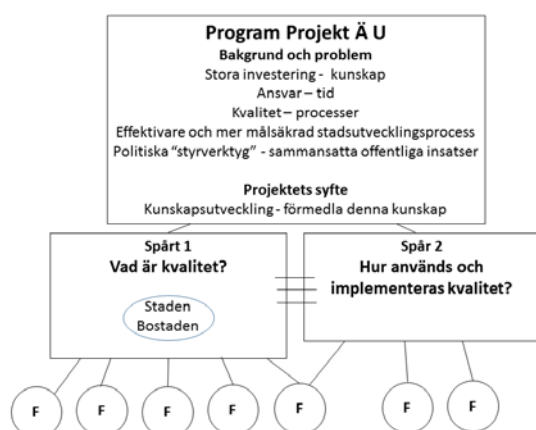 Program Projekt Ä U
Bakgrund och problem
Stora investering - kunskap
Ansvar – tid
Kvalitet – processer
Effektivare och mer målsäkrad stadsutvecklingsprocess
Politiska “styrverktyg” - sammansatta offentliga insatser
Projektets syfte
Kunskapsutveckling - förmedla denna kunskap
Spårt 1
Vad är kvalitet?
Staden
Bostaden
Spår 2
Hur används och
implementeras kvalitet?
F
F
F
F
F
F
F